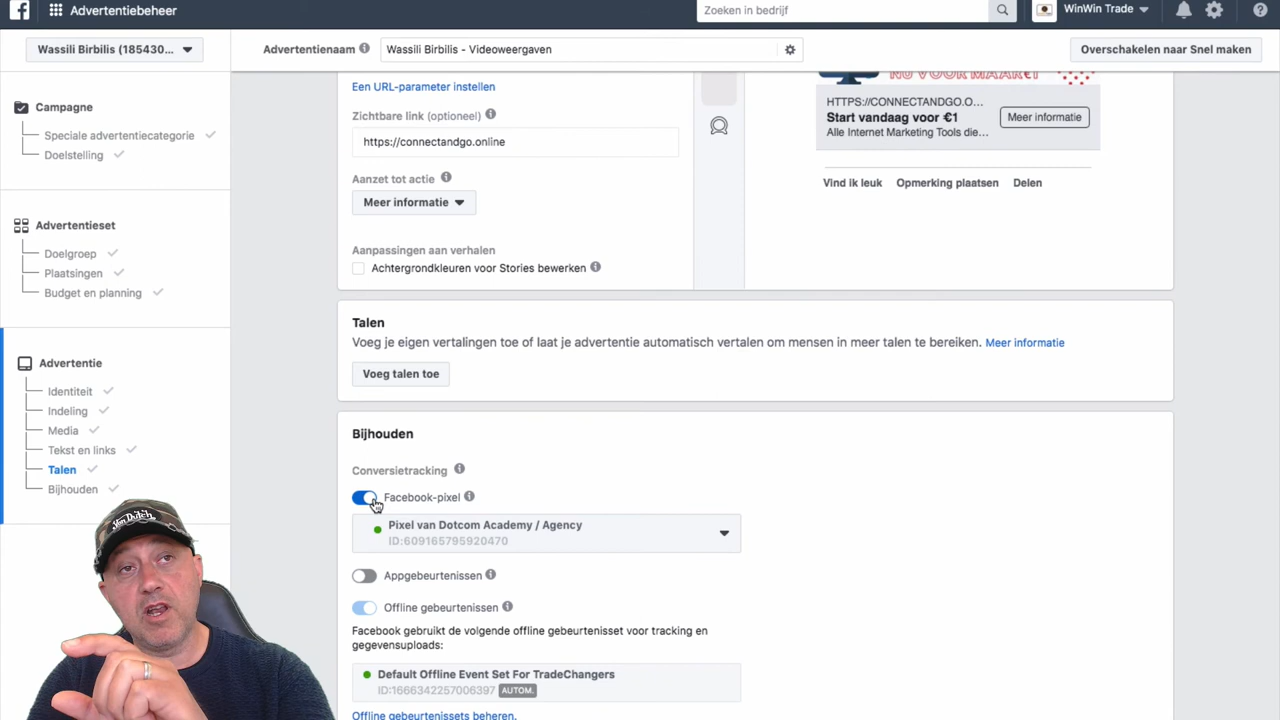 Advertentiebeheer
Zoeken in bedrijf
WinWin Trade
Wassili Birbilis (185430...
Advertentienaam
Wassili Birbilis - Videoweergaven
Overschakelen naar Snel maken
Campagne
Speciale advertentiecategorie
Doelstelling
Advertentieset
Doelgroep
Plaatsingen
Budget en planning
Advertentie
Identiteit
Indeling
Media
Tekst en links
Talen
Bijhouden
Een URL-parameter instellen
Zichtbare link (optioneel)
https://connectandgo.online
Aanzet tot actie
Meer informatie
Aanpassingen aan verhalen
Achtergrondkleuren voor Stories bewerken
NU VOOR MAAR €1
HTTPS://CONNECTANDGO.O...
Start vandaag voor €1
Alle Internet Marketing Tools die...
Meer informatie
Vind ik leuk
Opmerking plaatsen
Delen
Talen
Voeg je eigen vertalingen toe of laat je advertentie automatisch vertalen om mensen in meer talen te bereiken. Meer informatie
Voeg talen toe
Bijhouden
Conversietracking
Facebook-pixel
Pixel van Dotcom Academy / Agency
ID:609165795920470
Appgebeurtenissen
Offline gebeurtenissen
Facebook gebruikt de volgende offline gebeurtenisset voor tracking en
gegevensuploads:
Default Offline Event Set For TradeChangers
ID:1666342257006397 AUTOM.
Offline gebeurtenissets beheren.
Von Dutch